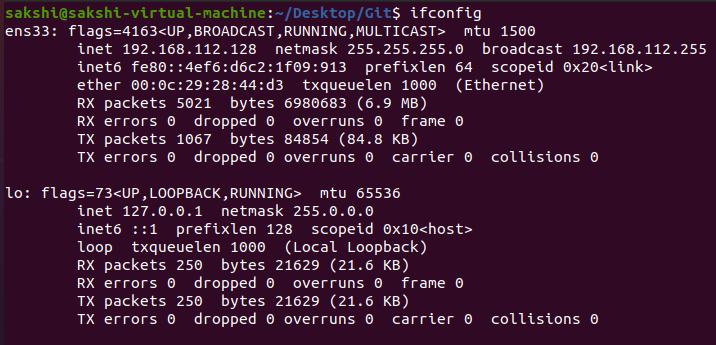 sakshi@sakshi-virtual-machine:~/Desktop/Git$ ifconfig
ens33: flags=4163<UP,BROADCAST,RUNNING,MULTICAST>  mtu 1500
        inet 192.168.112.128  netmask 255.255.255.0  broadcast 192.168.112.255
        inet6 fe80::4ef6:d6c2:1f09:913  prefixlen 64  scopeid 0x20<link>
        ether 00:0c:29:28:44:d3  txqueuelen 1000  (Ethernet)
        RX packets 5021  bytes 6980683 (6.9 MB)
        RX errors 0  dropped 0  overruns 0  frame 0
        TX packets 1067  bytes 84854 (84.8 KB)
        TX errors 0  dropped 0 overruns 0  carrier 0  collisions 0

lo: flags=73<UP,LOOPBACK,RUNNING>  mtu 65536
        inet 127.0.0.1  netmask 255.0.0.0
        inet6 ::1  prefixlen 128  scopeid 0x10<host>
        loop  txqueuelen 1000  (Local Loopback)
        RX packets 250  bytes 21629 (21.6 KB)
        RX errors 0  dropped 0  overruns 0  frame 0
        TX packets 250  bytes 21629 (21.6 KB)
        TX errors 0  dropped 0 overruns 0  carrier 0  collisions 0